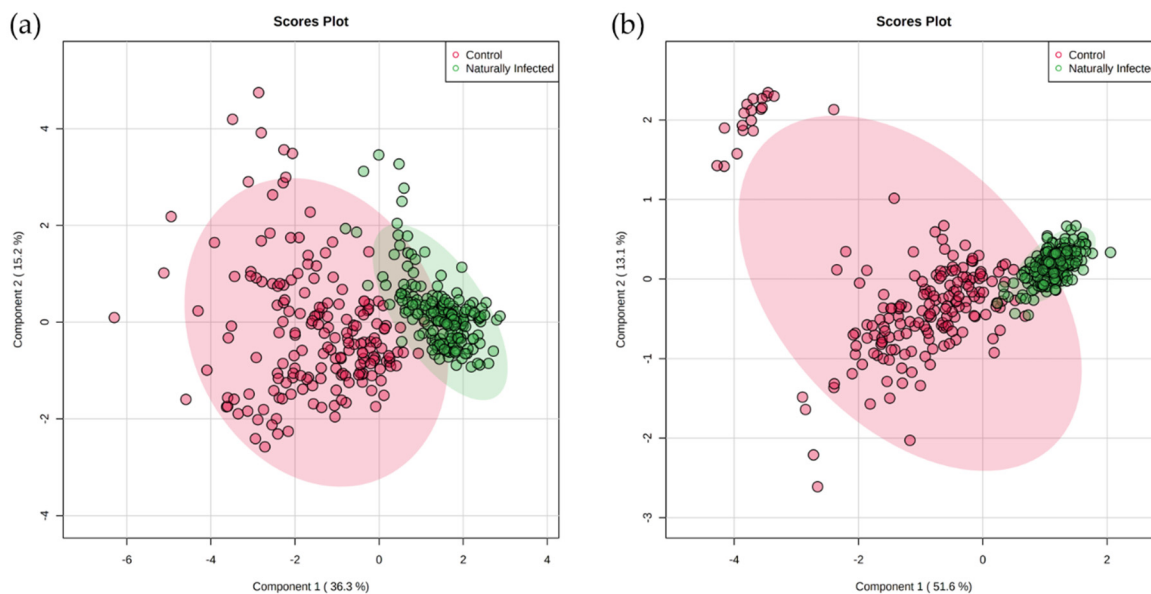 (a)
Scores Plot
Control
Naturally Infected
4
2
0
-2
-4
Component 2 ( 15.2 %)
-6
-4
-2
0
2
4
Component 1 ( 36.3 %)
(b)
Scores Plot
Control
Naturally Infected
2
1
0
-1
-2
-3
Component 2 ( 13.1 %)
-4
-2
0
2
Component 1 ( 51.6 %)